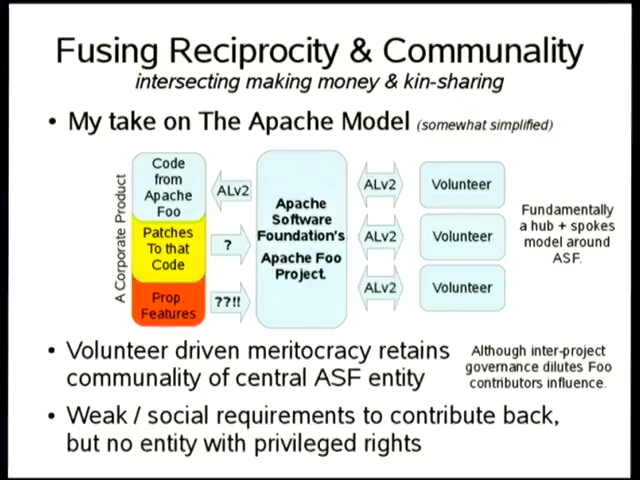 Fusing Reciprocity & Communality
intersecting making money & kin-sharing
• My take on The Apache Model (somewhat simplified)
A Corporate Product
Code
from
Apache
Foo
Patches
To that
Code
Prop.
Features
ALv2
?
??!!
Apache
Software
Foundation's
Apache Foo
Project.
ALv2
ALv2
ALv2
Volunteer
Volunteer
Volunteer
Fundamentally
a hub + spokes
model around
ASF.
• Volunteer driven meritocracy retains
communality of central ASF entity
Although inter-project
governance dilutes Foo
contributors influence.
• Weak / social requirements to contribute back,
but no entity with privileged rights